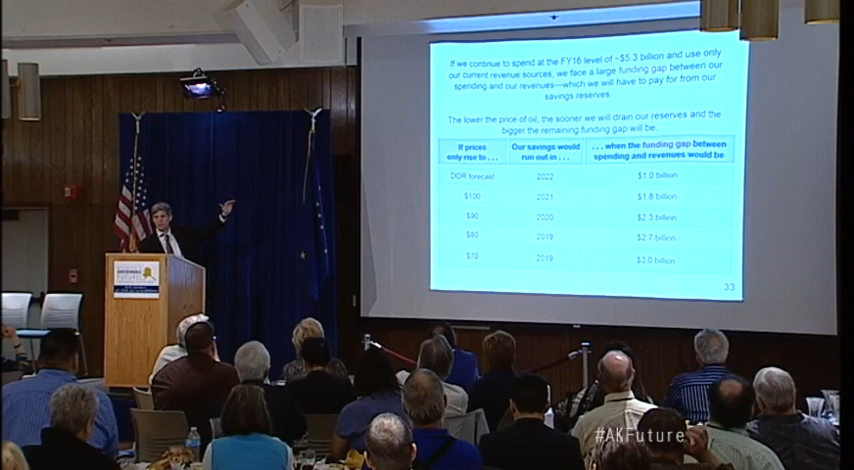 If we continue to spend at the FY16 level of ~$5.3 billion and use only
our current revenue sources, we face a large funding gap between our
spending and our revenues—which we will have to pay for from our
savings reserves.
The lower the price of oil, the sooner we will drain our reserves and the
bigger the remaining funding gap will be.
If prices only rise to . . .
Our savings would run out in . . .
. . . when the funding gap between spending and revenues would be
DOR forecast 2022 $1.0 billion
$100 2021 $1.8 billion
$90 2020 $2.3 billion
$80 2019 $2.7 billion
$70 2019 $3.0 billion
33
SUSTAINABLE
FUTURE
#AKFuture